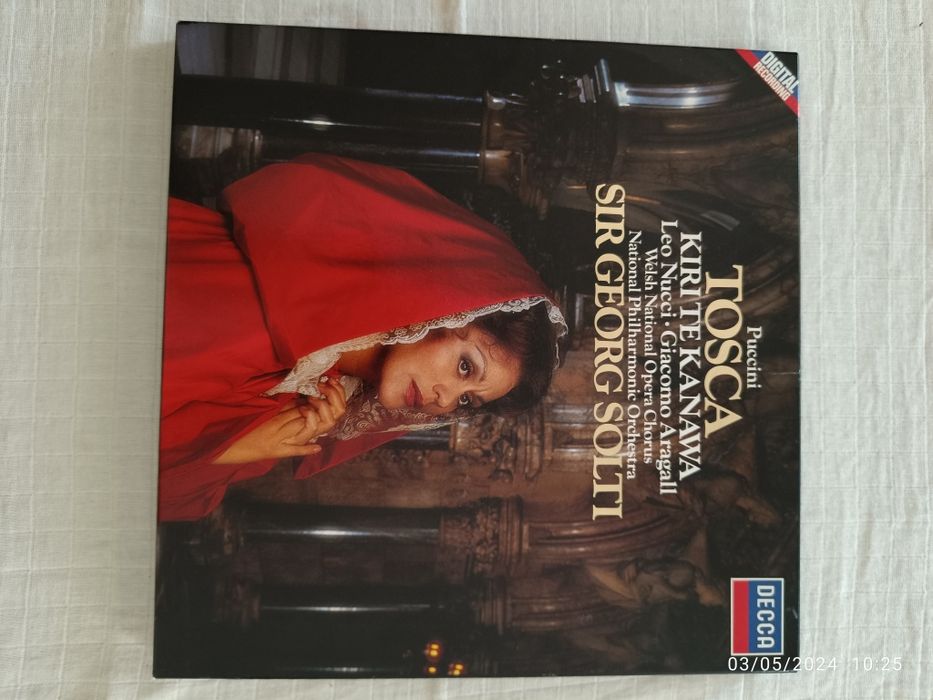 DIGITAL
RECORDING
Puccini
TOSCA
KIRI TE KANAWA
Leo Nucci · Giacomo Aragall
Welsh National Opera Chorus
National Philharmonic Orchestra
SIR GEORG SOLTI
DECCA
03/05/2024 10:25